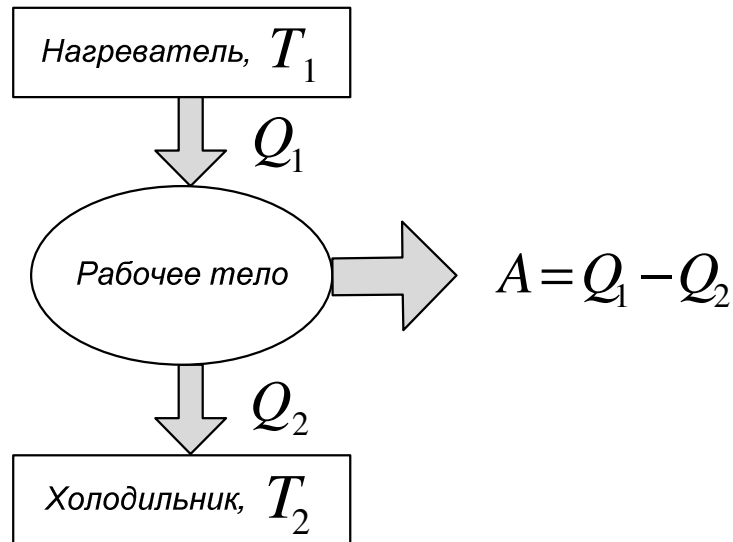 Нагреватель, T₁
Q₁
Рабочее тело
A=Q₁−Q₂
Q₂
Холодильник, T₂